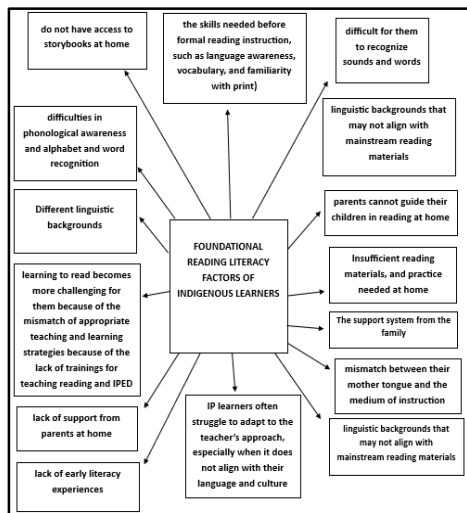 do not have access to
storybooks at home
the skills needed before
formal reading instruction,
such as language awareness,
vocabulary, and familiarity
with print)
difficult for them
to recognize
sounds and words
difficulties in
phonological awareness
and alphabet and word
recognition
linguistic backgrounds that
may not align with
mainstream reading
materials
Different linguistic
backgrounds
parents cannot guide their
children in reading at home
FOUNDATIONAL
READING LITERACY
FACTORS OF
INDIGENOUS LEARNERS
learning to read becomes
more challenging for
them because of the
mismatch of appropriate
teaching and learning
strategies because of the
lack of trainings for
teaching reading and IPED
Insufficient reading
materials, and practice
needed at home
The support system from the
family
mismatch between their
mother tongue and the
medium of instruction
lack of support from
parents at home
IP learners often
struggle to adapt to the
teacher's approach,
especially when it does
not align with their
language and culture
linguistic backgrounds that
may not align with
mainstream reading materials
lack of early literacy
experiences